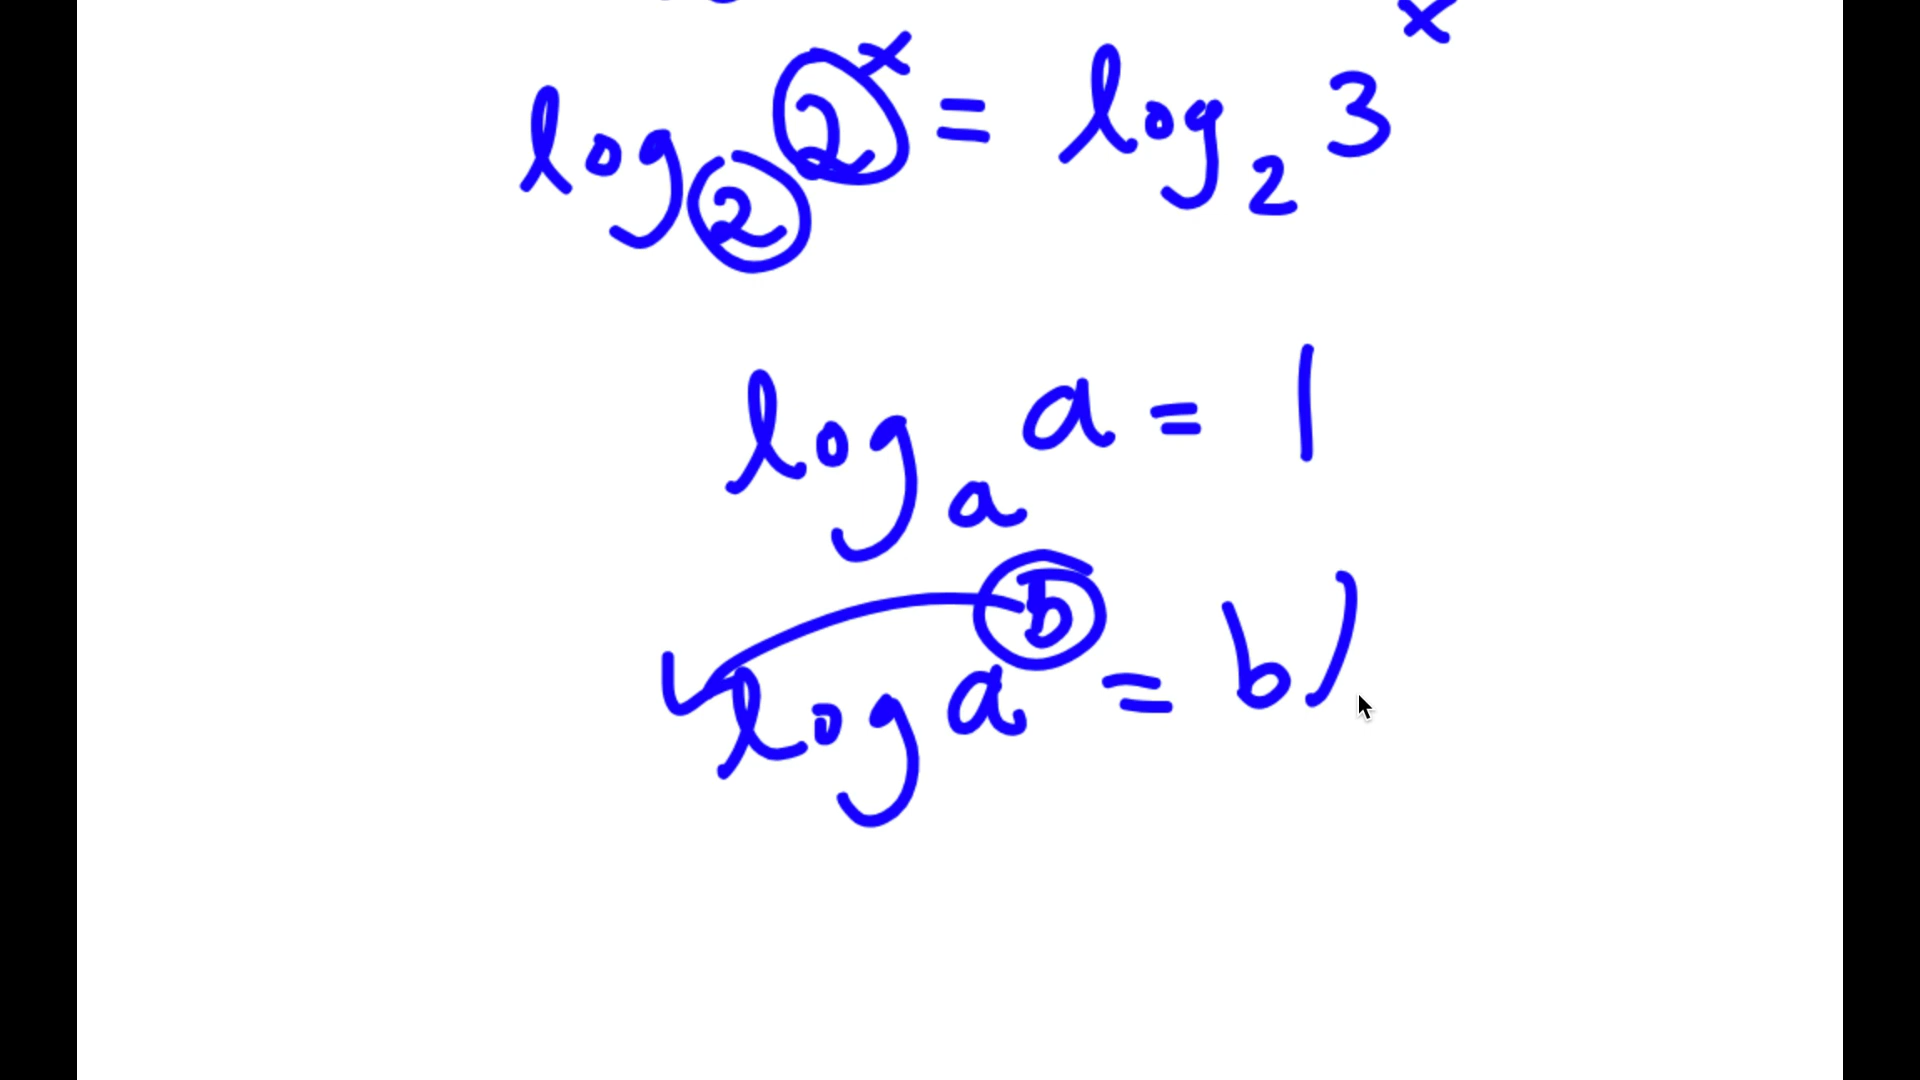 log₂ 2ˣ = log₂ 3ˣ
logₐ a = 1
log aᵇ = b l